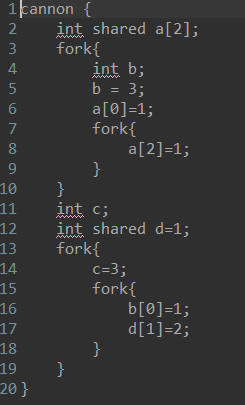 1 cannon {
2     int shared a[2];
3     fork{
4         int b;
5         b = 3;
6         a[0]=1;
7         fork{
8             a[2]=1;
9         }
10     }
11     int c;
12     int shared d=1;
13     fork{
14         c=3;
15         fork{
16             b[0]=1;
17             d[1]=2;
18         }
19     }
20 }